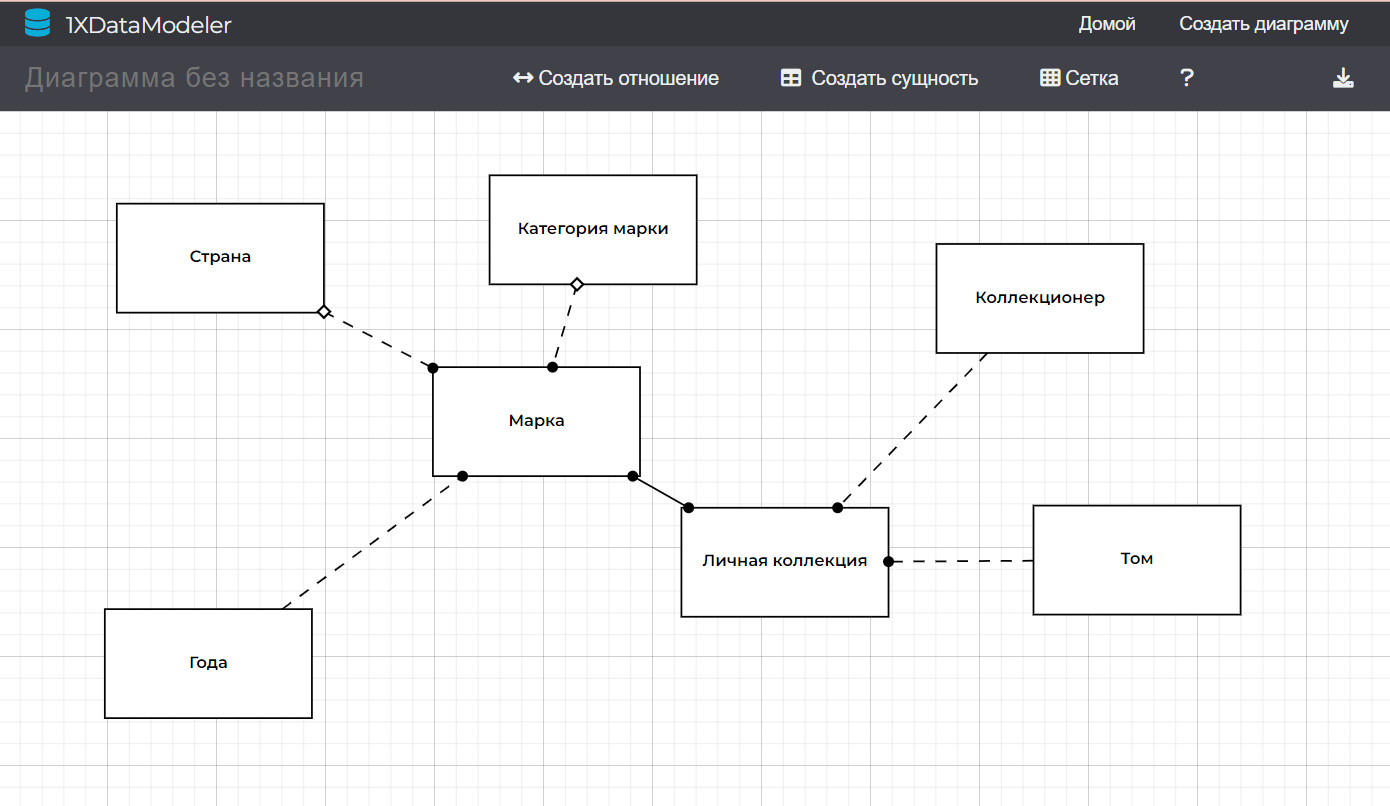 1XDataModeler
Домой
Создать диаграмму
Диаграмма без названия
Создать отношение
Создать сущность
Сетка
?
Категория марки
Страна
Коллекционер
Марка
Личная коллекция
Том
Года